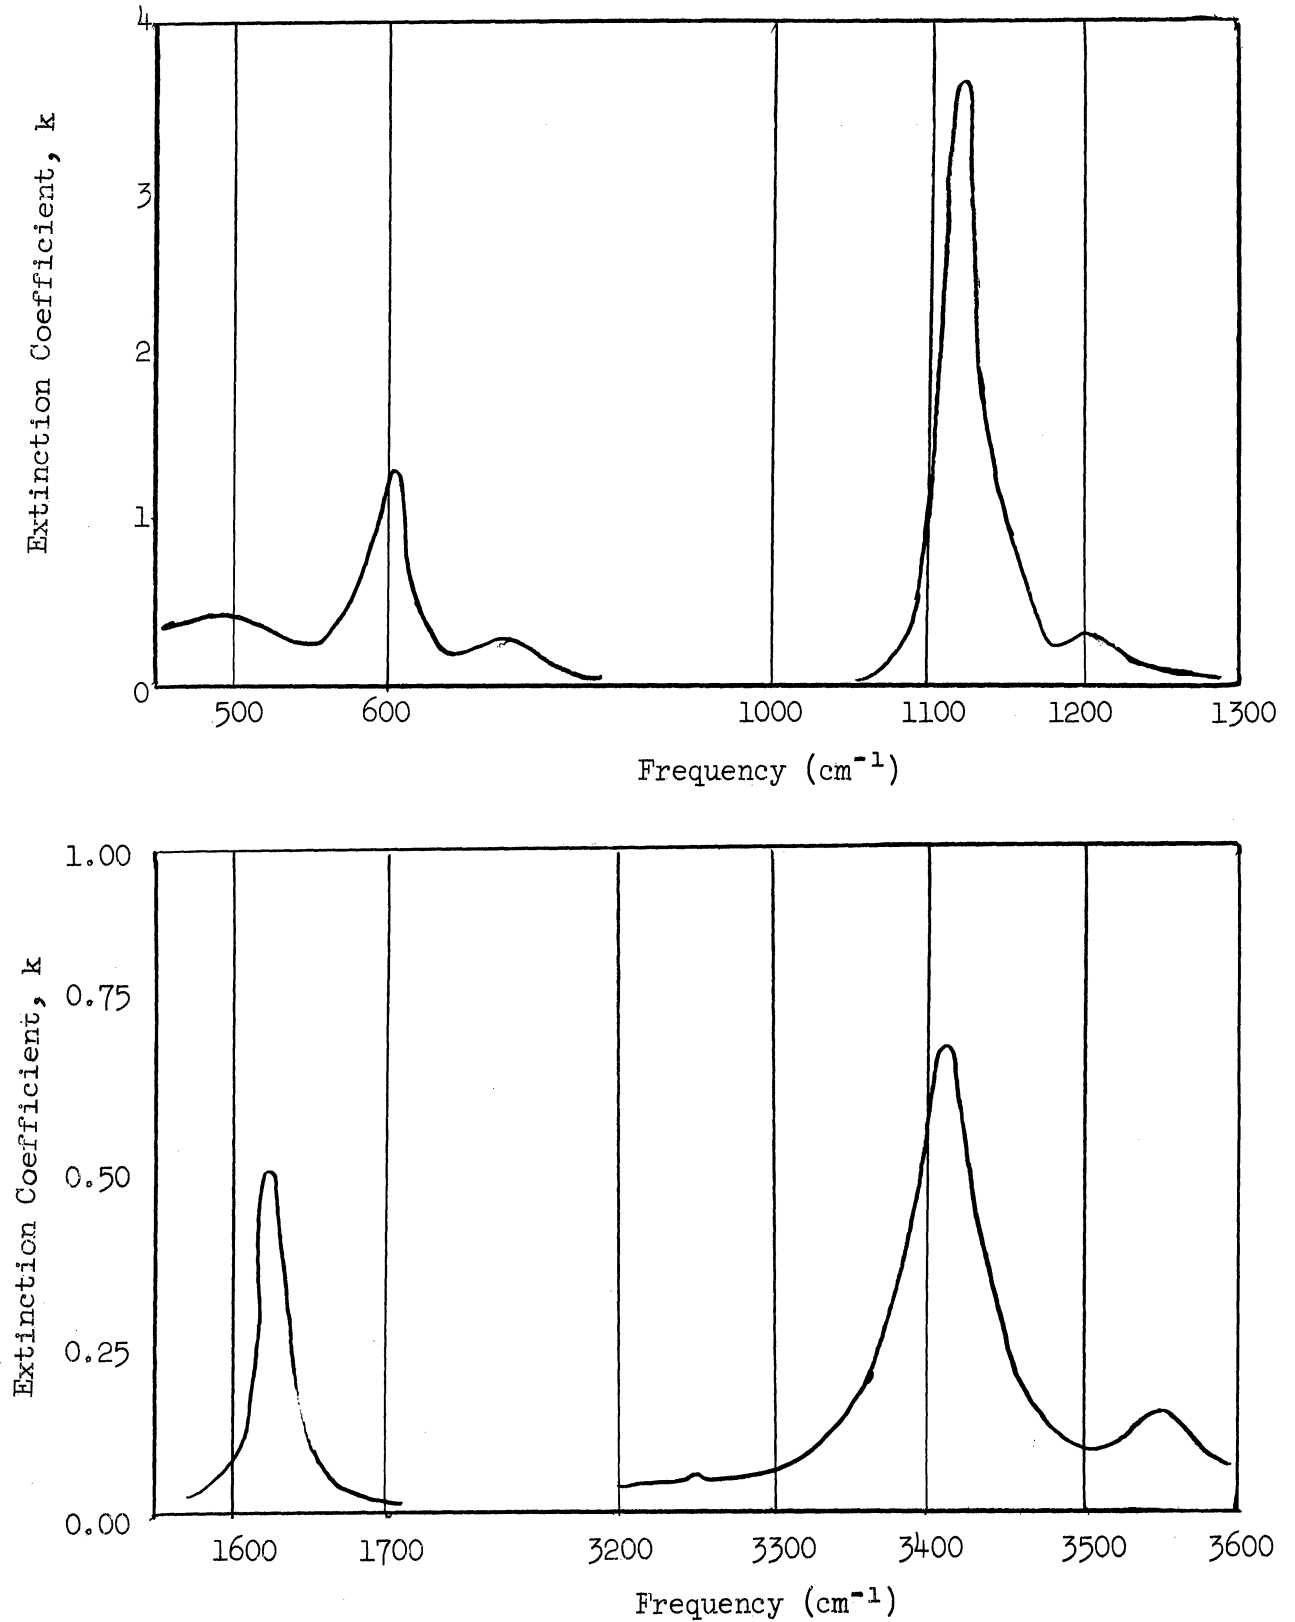 4
3
2
1
0
Extinction Coefficient, k
500 600 1000 1100 1200 1300
Frequency (cm⁻¹)
1.00
0.75
0.50
0.25
0.00
Extinction Coefficient, k
1600 1700 3200 3300 3400 3500 3600
Frequency (cm⁻¹)